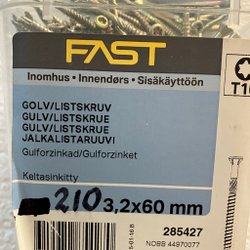 FAST
Inomhus • Innendørs • Sisäkäyttöön
GOLV/LISTSKRUV
GULV/LISTSKRUE
GULV/LISTSKRUE
JALKALISTARUUVI
Gulforzinkad/Gulforzinket
Keltasinkitty
210 3,2x60 mm
285427
NOBB 44970077